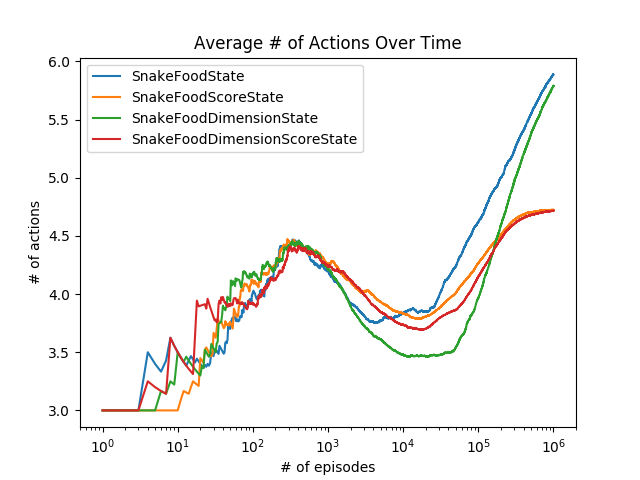 Average # of Actions Over Time
6.0
5.5
5.0
4.5
4.0
3.5
3.0
# of actions
SnakeFoodState
SnakeFoodScoreState
SnakeFoodDimensionState
SnakeFoodDimensionScoreState
10⁰ 10¹ 10² 10³ 10⁴ 10⁵ 10⁶
# of episodes